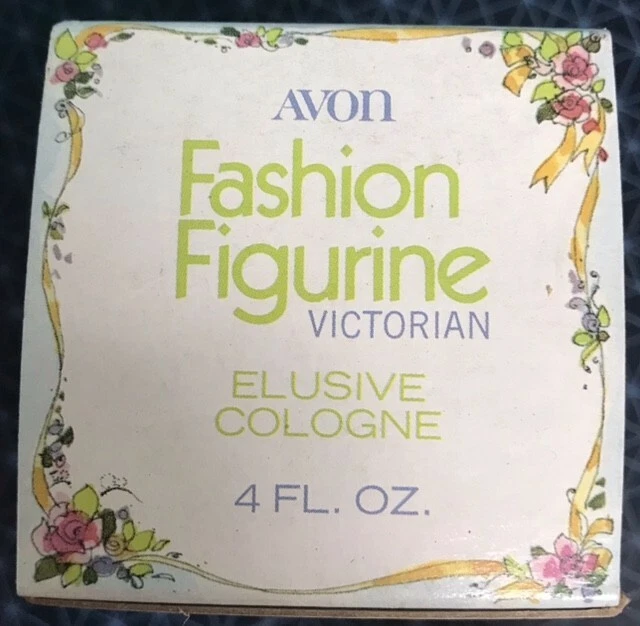 AVON
Fashion
Figurine
VICTORIAN
ELUSIVE
COLOGNE
4 FL. OZ.